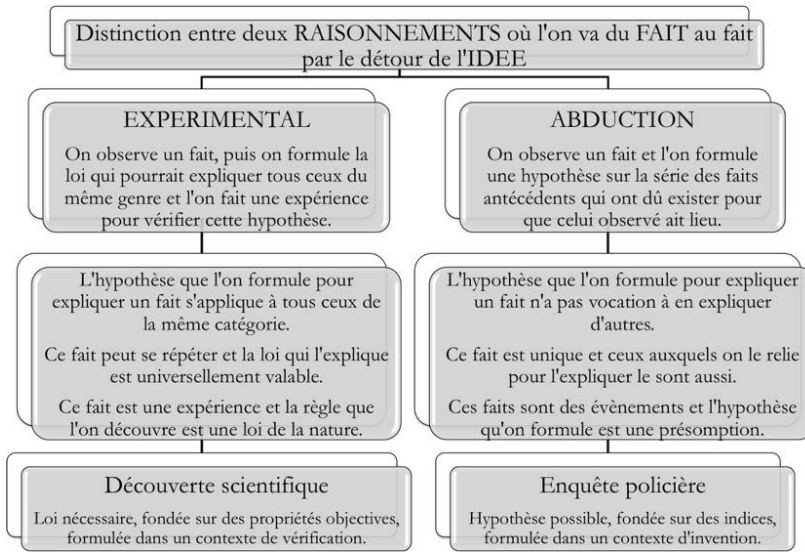 Distinction entre deux RAISONNEMENTS où l'on va du FAIT au fait
par le détour de l'IDEE
EXPERIMENTAL
On observe un fait, puis on formule la
loi qui pourrait expliquer tous ceux du
même genre et l'on fait une expérience
pour vérifier cette hypothèse.
L'hypothèse que l'on formule pour
expliquer un fait s'applique à tous ceux de
la même catégorie.
Ce fait peut se répéter et la loi qui l'explique
est universellement valable.
Ce fait est une expérience et la règle que
l'on découvre est une loi de la nature.
Découverte scientifique
Loi nécessaire, fondée sur des propriétés objectives,
formulée dans un contexte de vérification.
ABDUCTION
On observe un fait et l'on formule
une hypothèse sur la série des faits
antécédents qui ont dû exister pour
que celui observé ait lieu.
L'hypothèse que l'on formule pour expliquer
un fait n'a pas vocation à en expliquer
d'autres.
Ce fait est unique et ceux auxquels on le relie
pour l'expliquer le sont aussi.
Ces faits sont des évènements et l'hypothèse
qu'on formule est une présomption.
Enquête policière
Hypothèse possible, fondée sur des indices,
formulée dans un contexte d'invention.